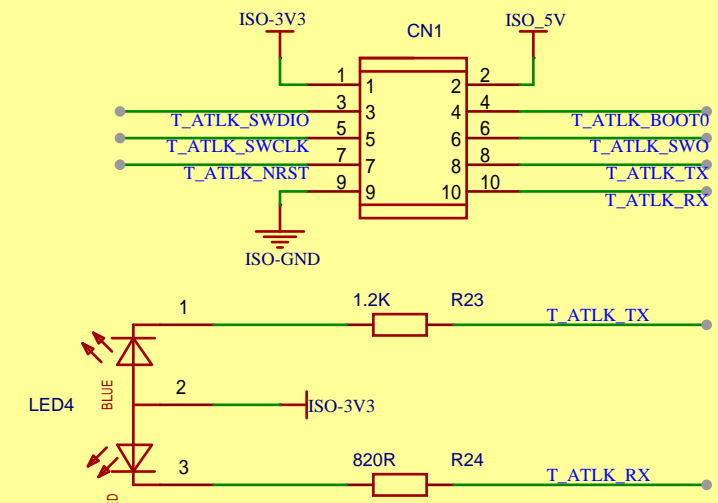 ISO-3V3
ISO_5V
CN1
1 1 2 2
3 3 4 4
T_ATLK_SWDIO
T_ATLK_BOOT0
5 5 6 6
T_ATLK_SWCLK
T_ATLK_SWO
7 7 8 8
T_ATLK_NRST
T_ATLK_TX
9 9 10 10
T_ATLK_RX
ISO-GND
1
1.2K
R23
T_ATLK_TX
BLUE
2
ISO-3V3
LED4
3
820R
R24
T_ATLK_RX